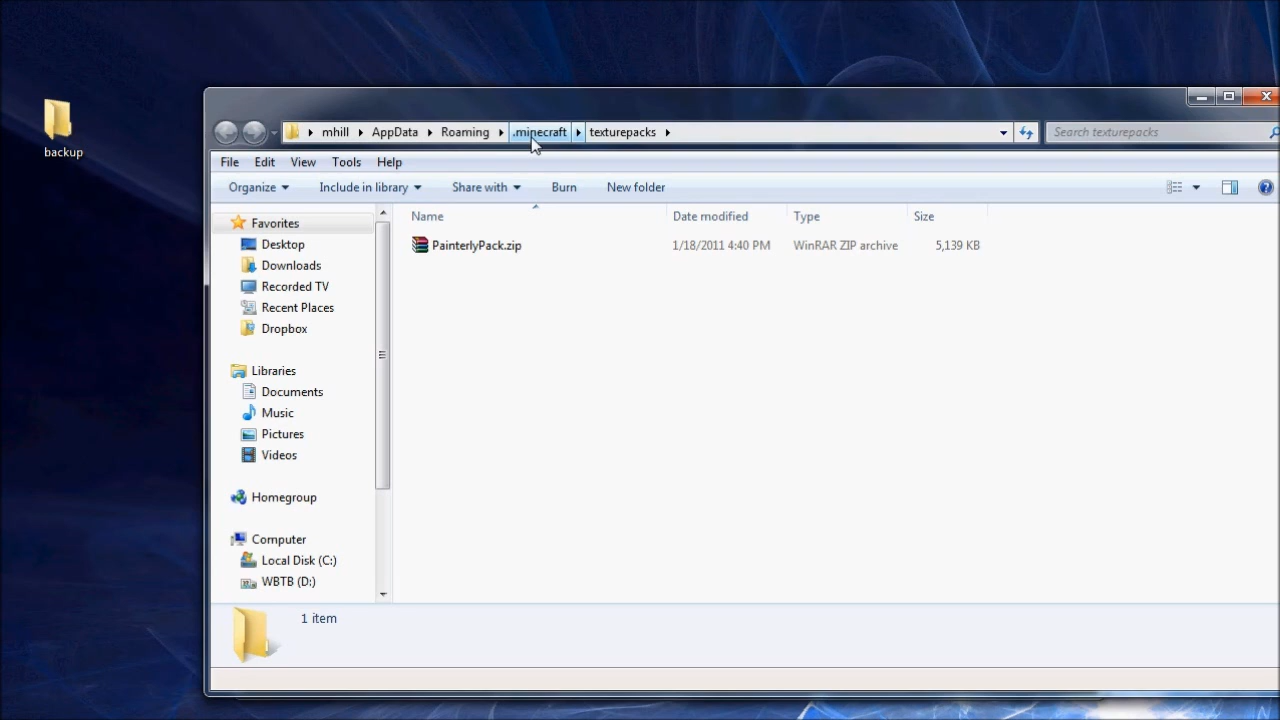 backup
mhill AppData Roaming .minecraft texturepacks Search texturepacks
File Edit View Tools Help
Organize Include in library Share with Burn New folder
Name Date modified Type Size
PainterlyPack.zip 1/18/2011 4:40 PM WinRAR ZIP archive 5,139 KB
Favorites
Desktop
Downloads
Recorded TV
Recent Places
Dropbox
Libraries
Documents
Music
Pictures
Videos
Homegroup
Computer
Local Disk (C:)
WBTB (D:)
1 item